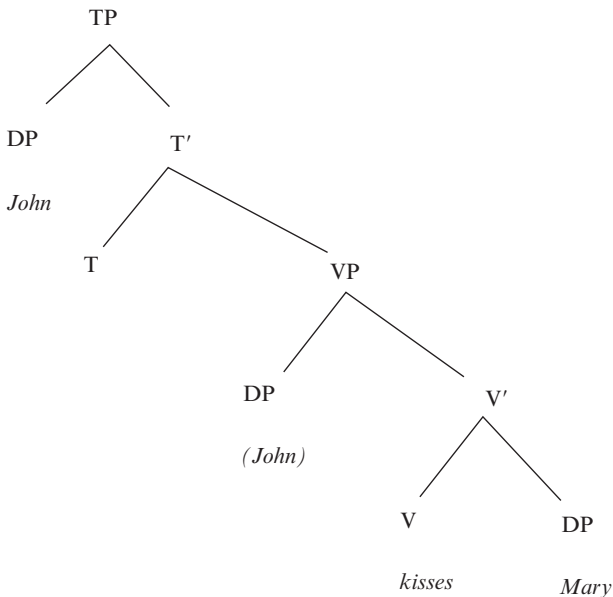 TP
DP T′
John
T VP
DP V′
(John)
V DP
kisses Mary